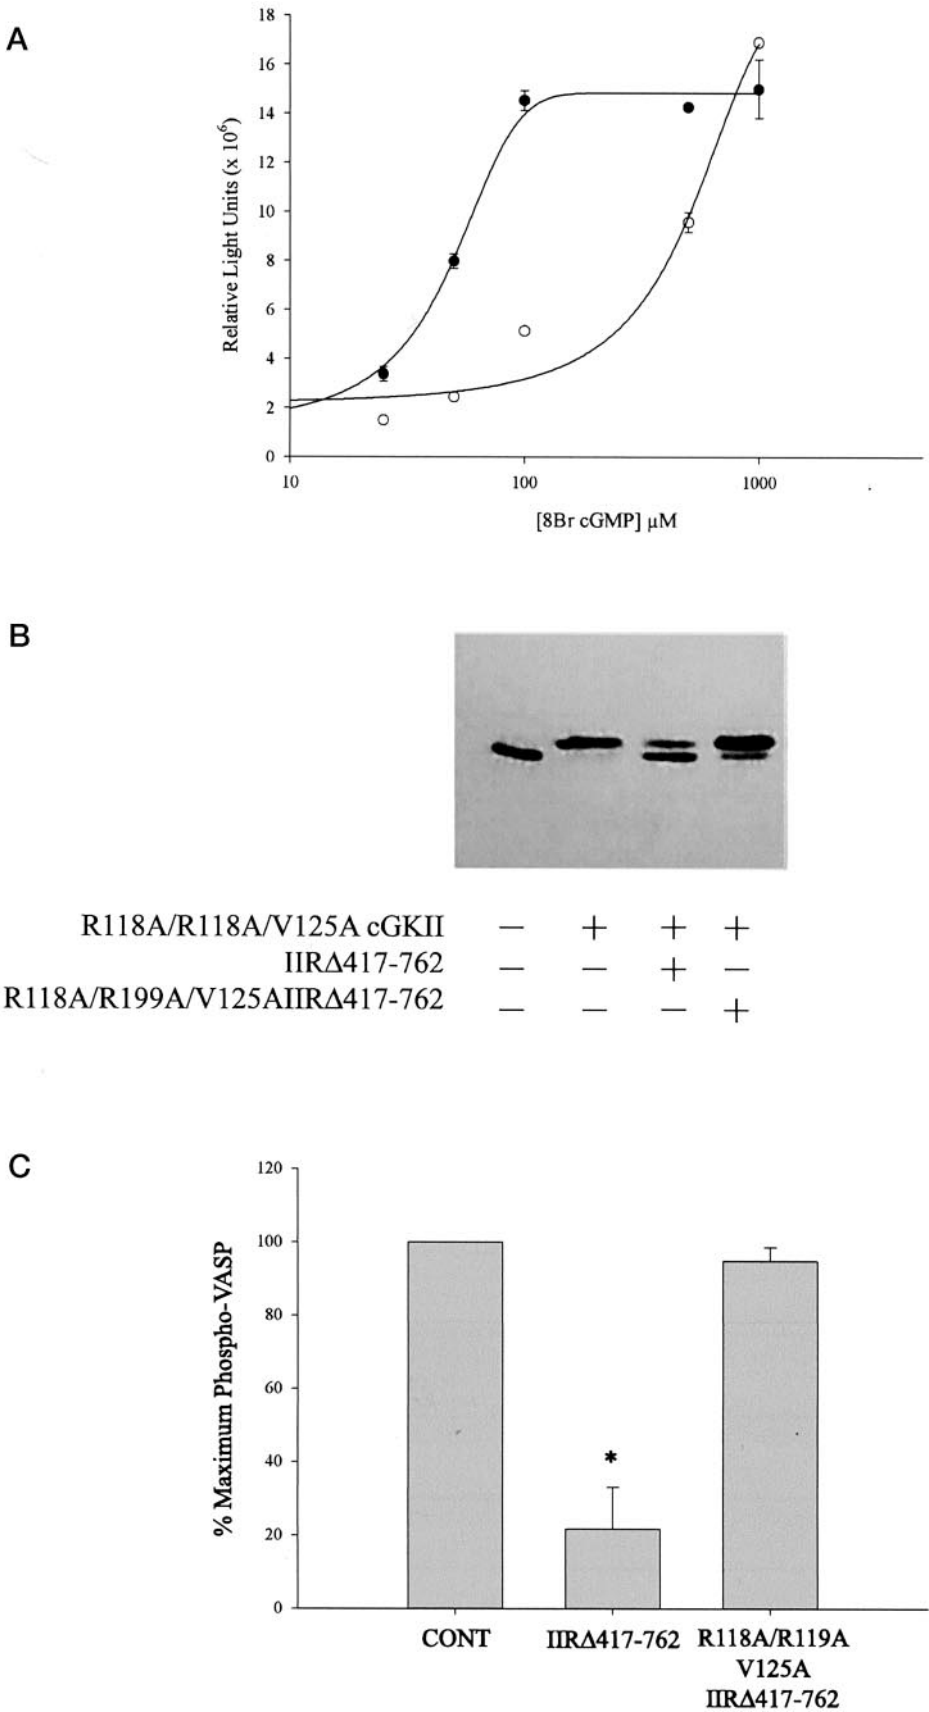 A
18
16
14
12
10
8
6
4
2
0
Relative Light Units (x 10⁶)
10 100 1000
[8Br cGMP] µM
B
R118A/R118A/V125A cGKII — + + +
IIRΔ417-762 — — + —
R118A/R199A/V125AIIRΔ417-762 — — — +
C
120
100
80
60
40
20
0
% Maximum Phospho-VASP
*
CONT IIRΔ417-762 R118A/R119A
V125A
IIRΔ417-762